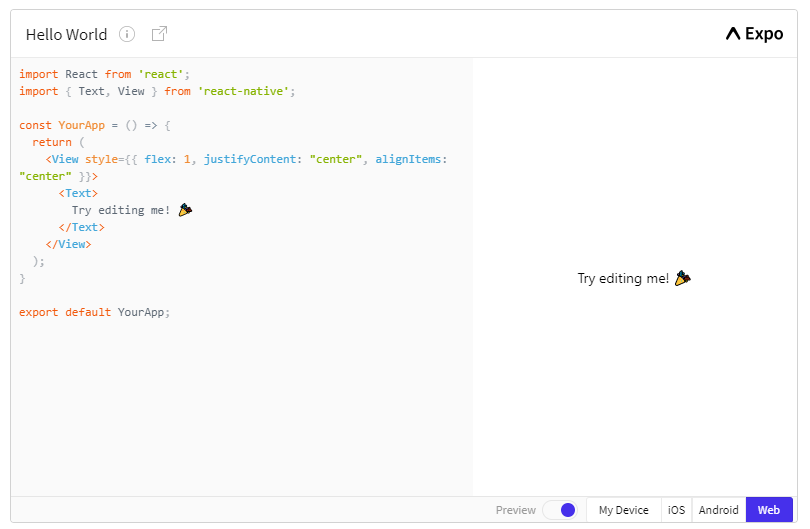 Hello World
Expo
import React from 'react';
import { Text, View } from 'react-native';
const YourApp = () => {
  return (
    <View style={{ flex: 1, justifyContent: "center", alignItems:
"center" }}>
      <Text>
        Try editing me! 🎉
      </Text>
    </View>
  );
}
export default YourApp;
Try editing me! 🎉
Preview My Device iOS Android Web